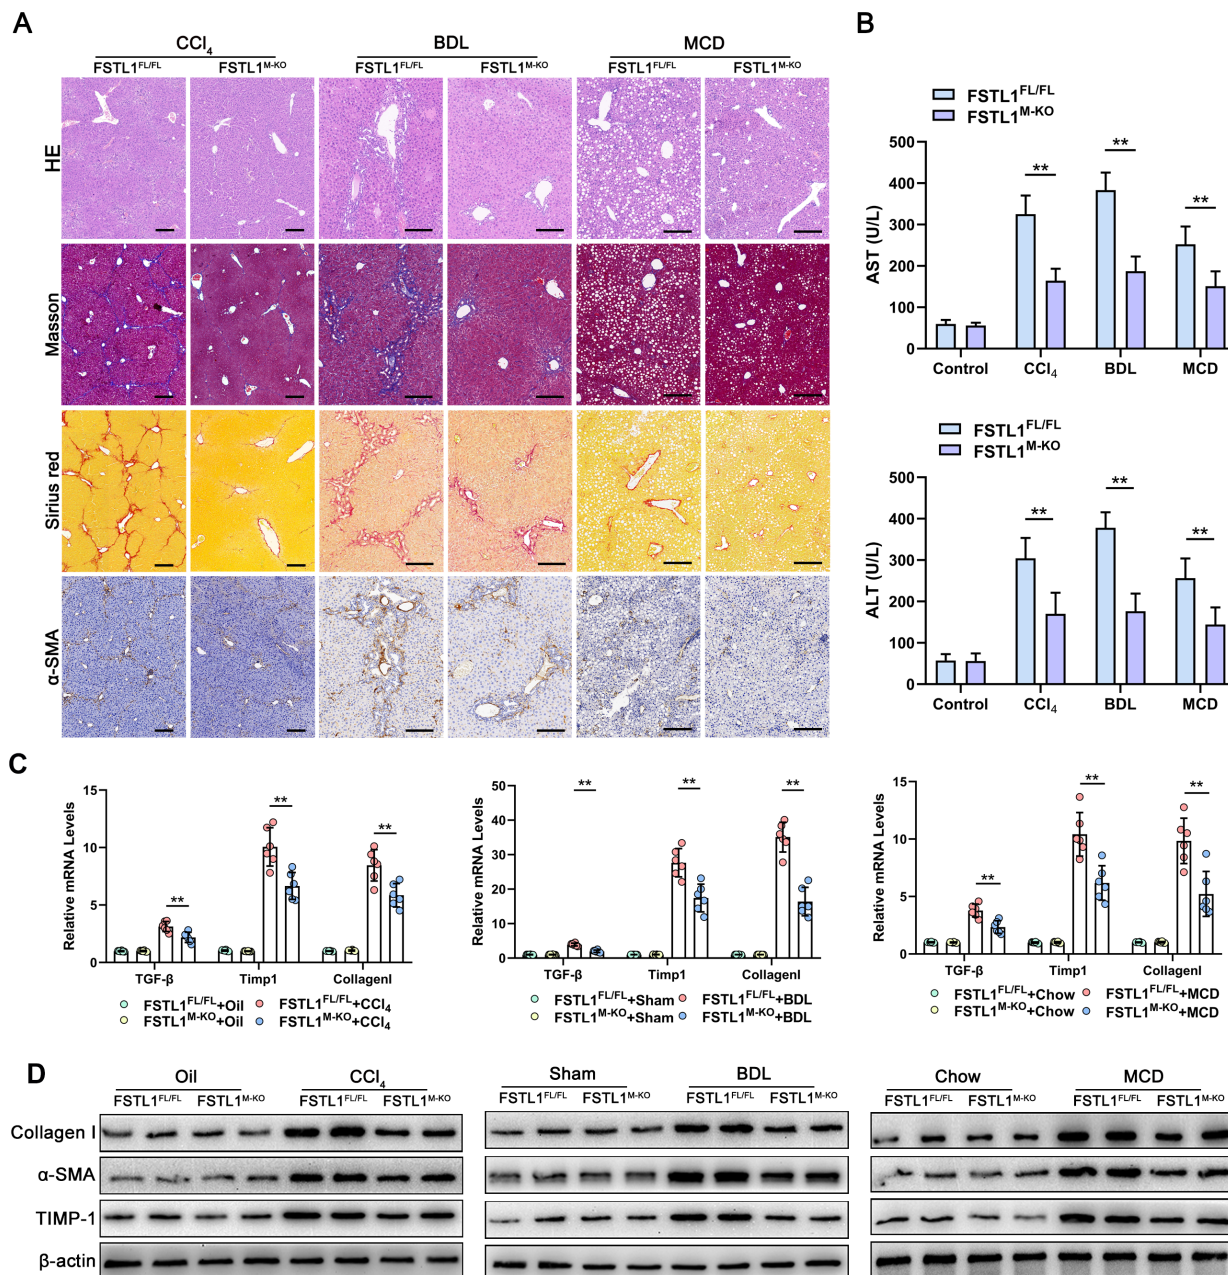 A
CCl4 BDL MCD
FSTL1FL/FL FSTL1M-KO FSTL1FL/FL FSTL1M-KO FSTL1FL/FL FSTL1M-KO
HE
Masson
Sirius red
α-SMA
B
FSTL1FL/FL
FSTL1M-KO
AST (U/L)
500
400
300
200
100
0
** ** **
Control CCl4 BDL MCD
FSTL1FL/FL
FSTL1M-KO
ALT (U/L)
500
400
300
200
100
0
** ** **
Control CCl4 BDL MCD
C
Relative mRNA Levels
15
10
5
0
** ** **
TGF-β Timp1 CollagenI
FSTL1FL/FL+Oil FSTL1FL/FL+CCl4
FSTL1M-KO+Oil FSTL1M-KO+CCl4
Relative mRNA Levels
50
40
30
20
10
0
** ** **
TGF-β Timp1 CollagenI
FSTL1FL/FL+Sham FSTL1FL/FL+BDL
FSTL1M-KO+Sham FSTL1M-KO+BDL
Relative mRNA Levels
15
10
5
0
** ** **
TGF-β Timp1 CollagenI
FSTL1FL/FL+Chow FSTL1FL/FL+MCD
FSTL1M-KO+Chow FSTL1M-KO+MCD
D
Oil CCl4 Sham BDL Chow MCD
FSTL1FL/FL FSTL1M-KO FSTL1FL/FL FSTL1M-KO FSTL1FL/FL FSTL1M-KO FSTL1FL/FL FSTL1M-KO FSTL1FL/FL FSTL1M-KO FSTL1FL/FL FSTL1M-KO
Collagen I
α-SMA
TIMP-1
β-actin